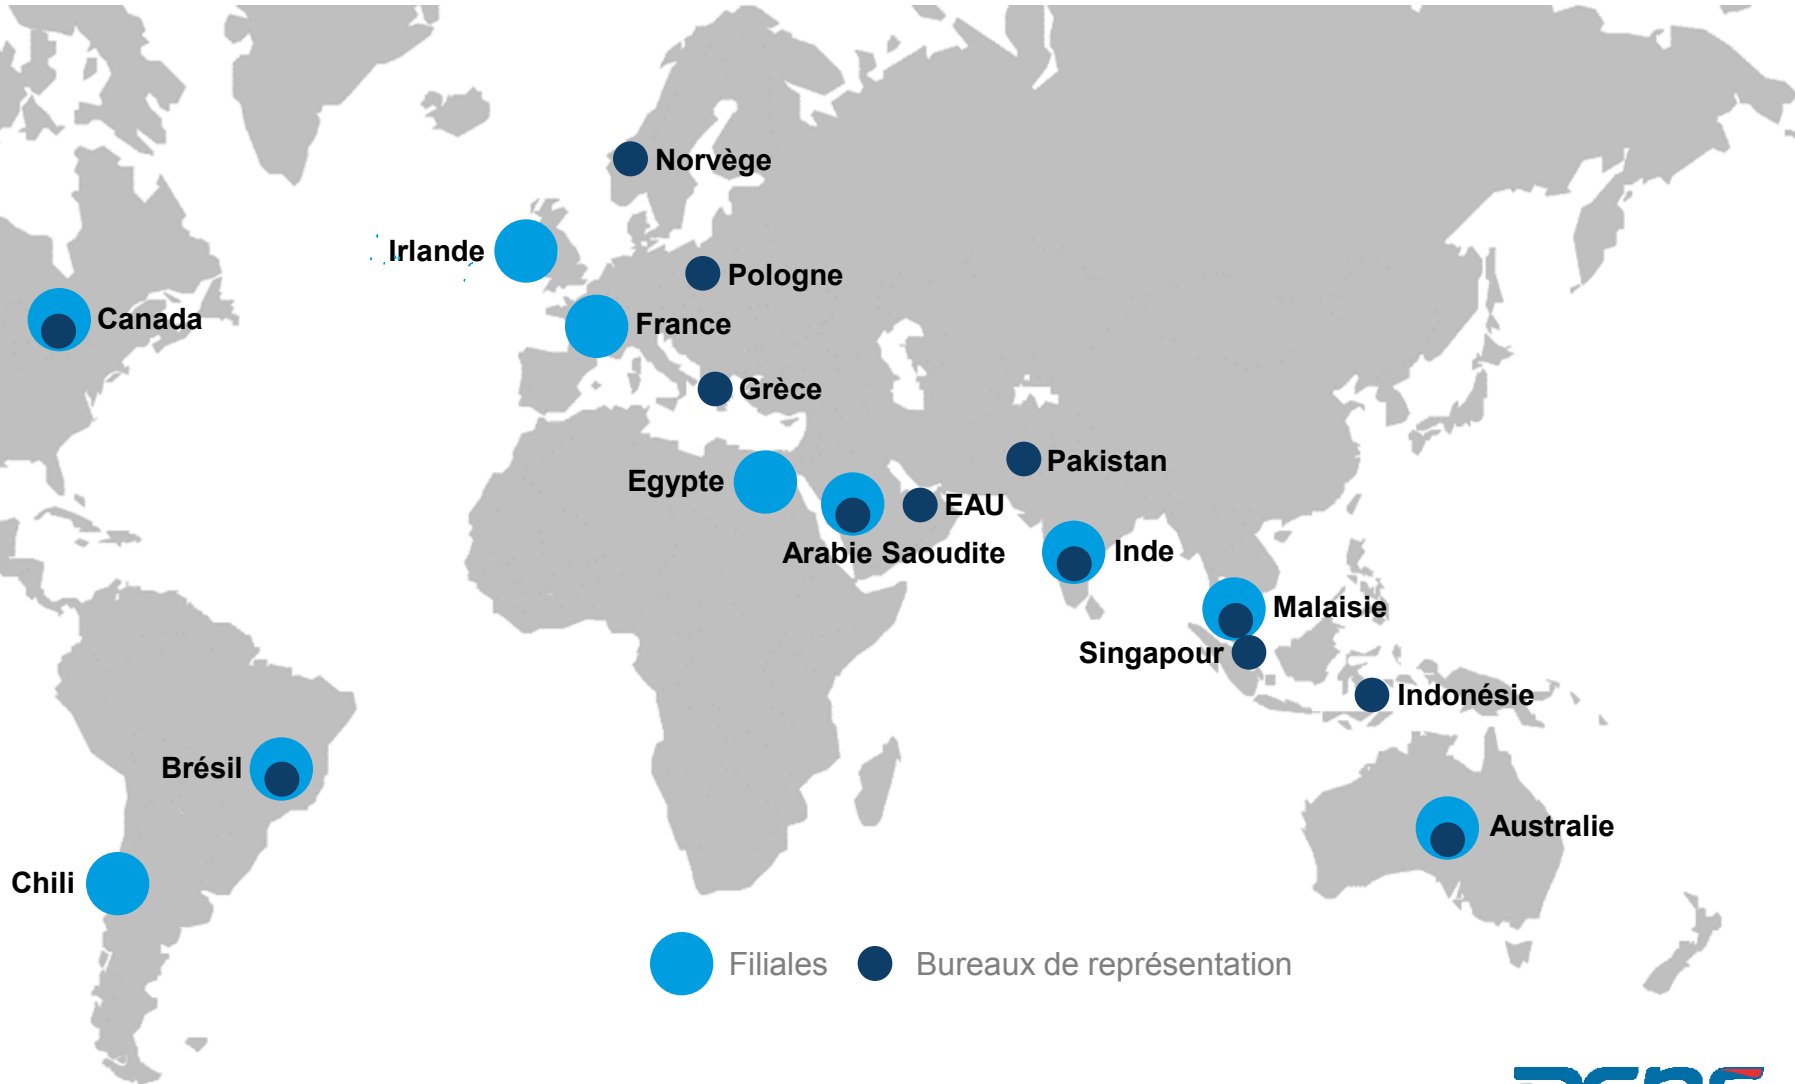 Norvège
Irlande
Pologne
Canada
France
Grèce
Pakistan
Egypte
EAU
Arabie Saoudite
Inde
Malaisie
Singapour
Indonésie
Brésil
Australie
Chili
Filiales
Bureaux de représentation